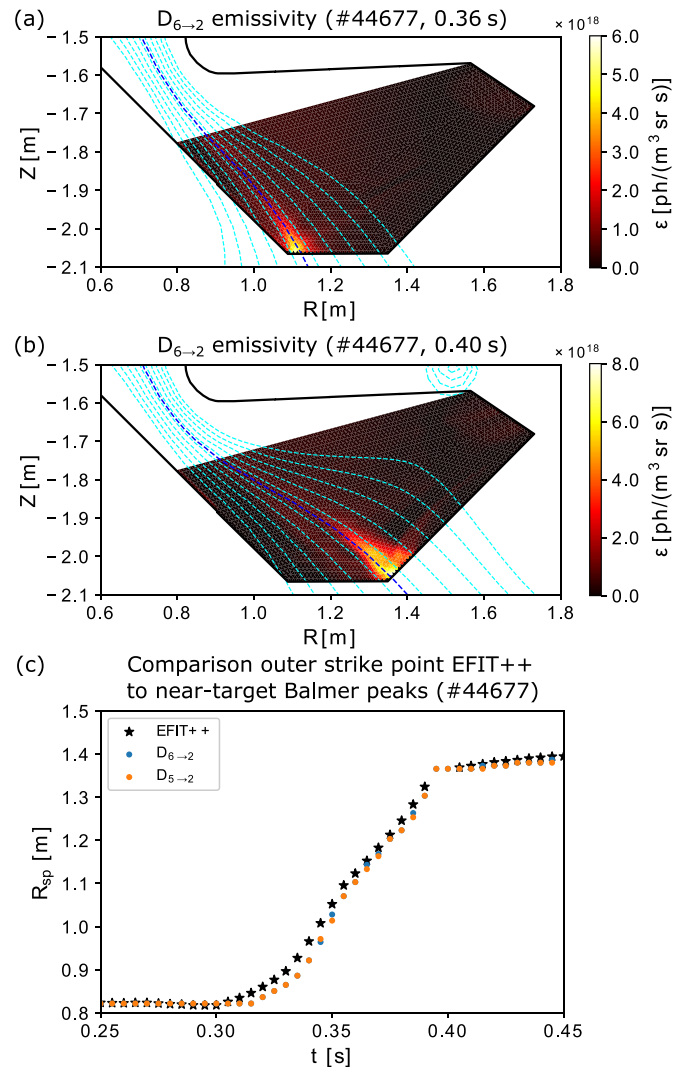 (a)
D6→2 emissivity (#44677, 0.36 s)
× 10^18
−1.5
−1.6
−1.7
−1.8
−1.9
−2.0
−2.1
Z [m]
0.6 0.8 1.0 1.2 1.4 1.6 1.8
R [m]
6.0
5.0
4.0
3.0
2.0
1.0
0.0
ε [ph/(m^3 sr s)]
(b)
D6→2 emissivity (#44677, 0.40 s)
× 10^18
−1.5
−1.6
−1.7
−1.8
−1.9
−2.0
−2.1
Z [m]
0.6 0.8 1.0 1.2 1.4 1.6 1.8
R [m]
8.0
6.0
4.0
2.0
0.0
ε [ph/(m^3 sr s)]
(c)
Comparison outer strike point EFIT++
to near-target Balmer peaks (#44677)
EFIT++
D6→2
D5→2
1.5
1.4
1.3
1.2
1.1
1.0
0.9
0.8
Rsp [m]
0.25 0.30 0.35 0.40 0.45
t [s]